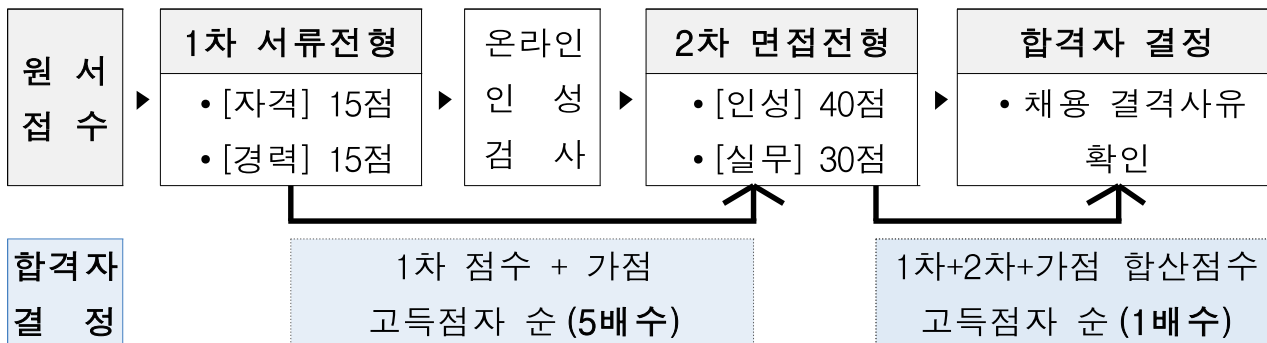 원 서
접 수
1차 서류전형
• [자격] 15점
• [경력] 15점
온라인
인 성
검 사
2차 면접전형
• [인성] 40점
• [실무] 30점
합격자 결정
• 채용 결격사유
확인
합격자
결 정
1차 점수 + 가점
고득점자 순 (5배수)
1차+2차+가점 합산점수
고득점자 순 (1배수)